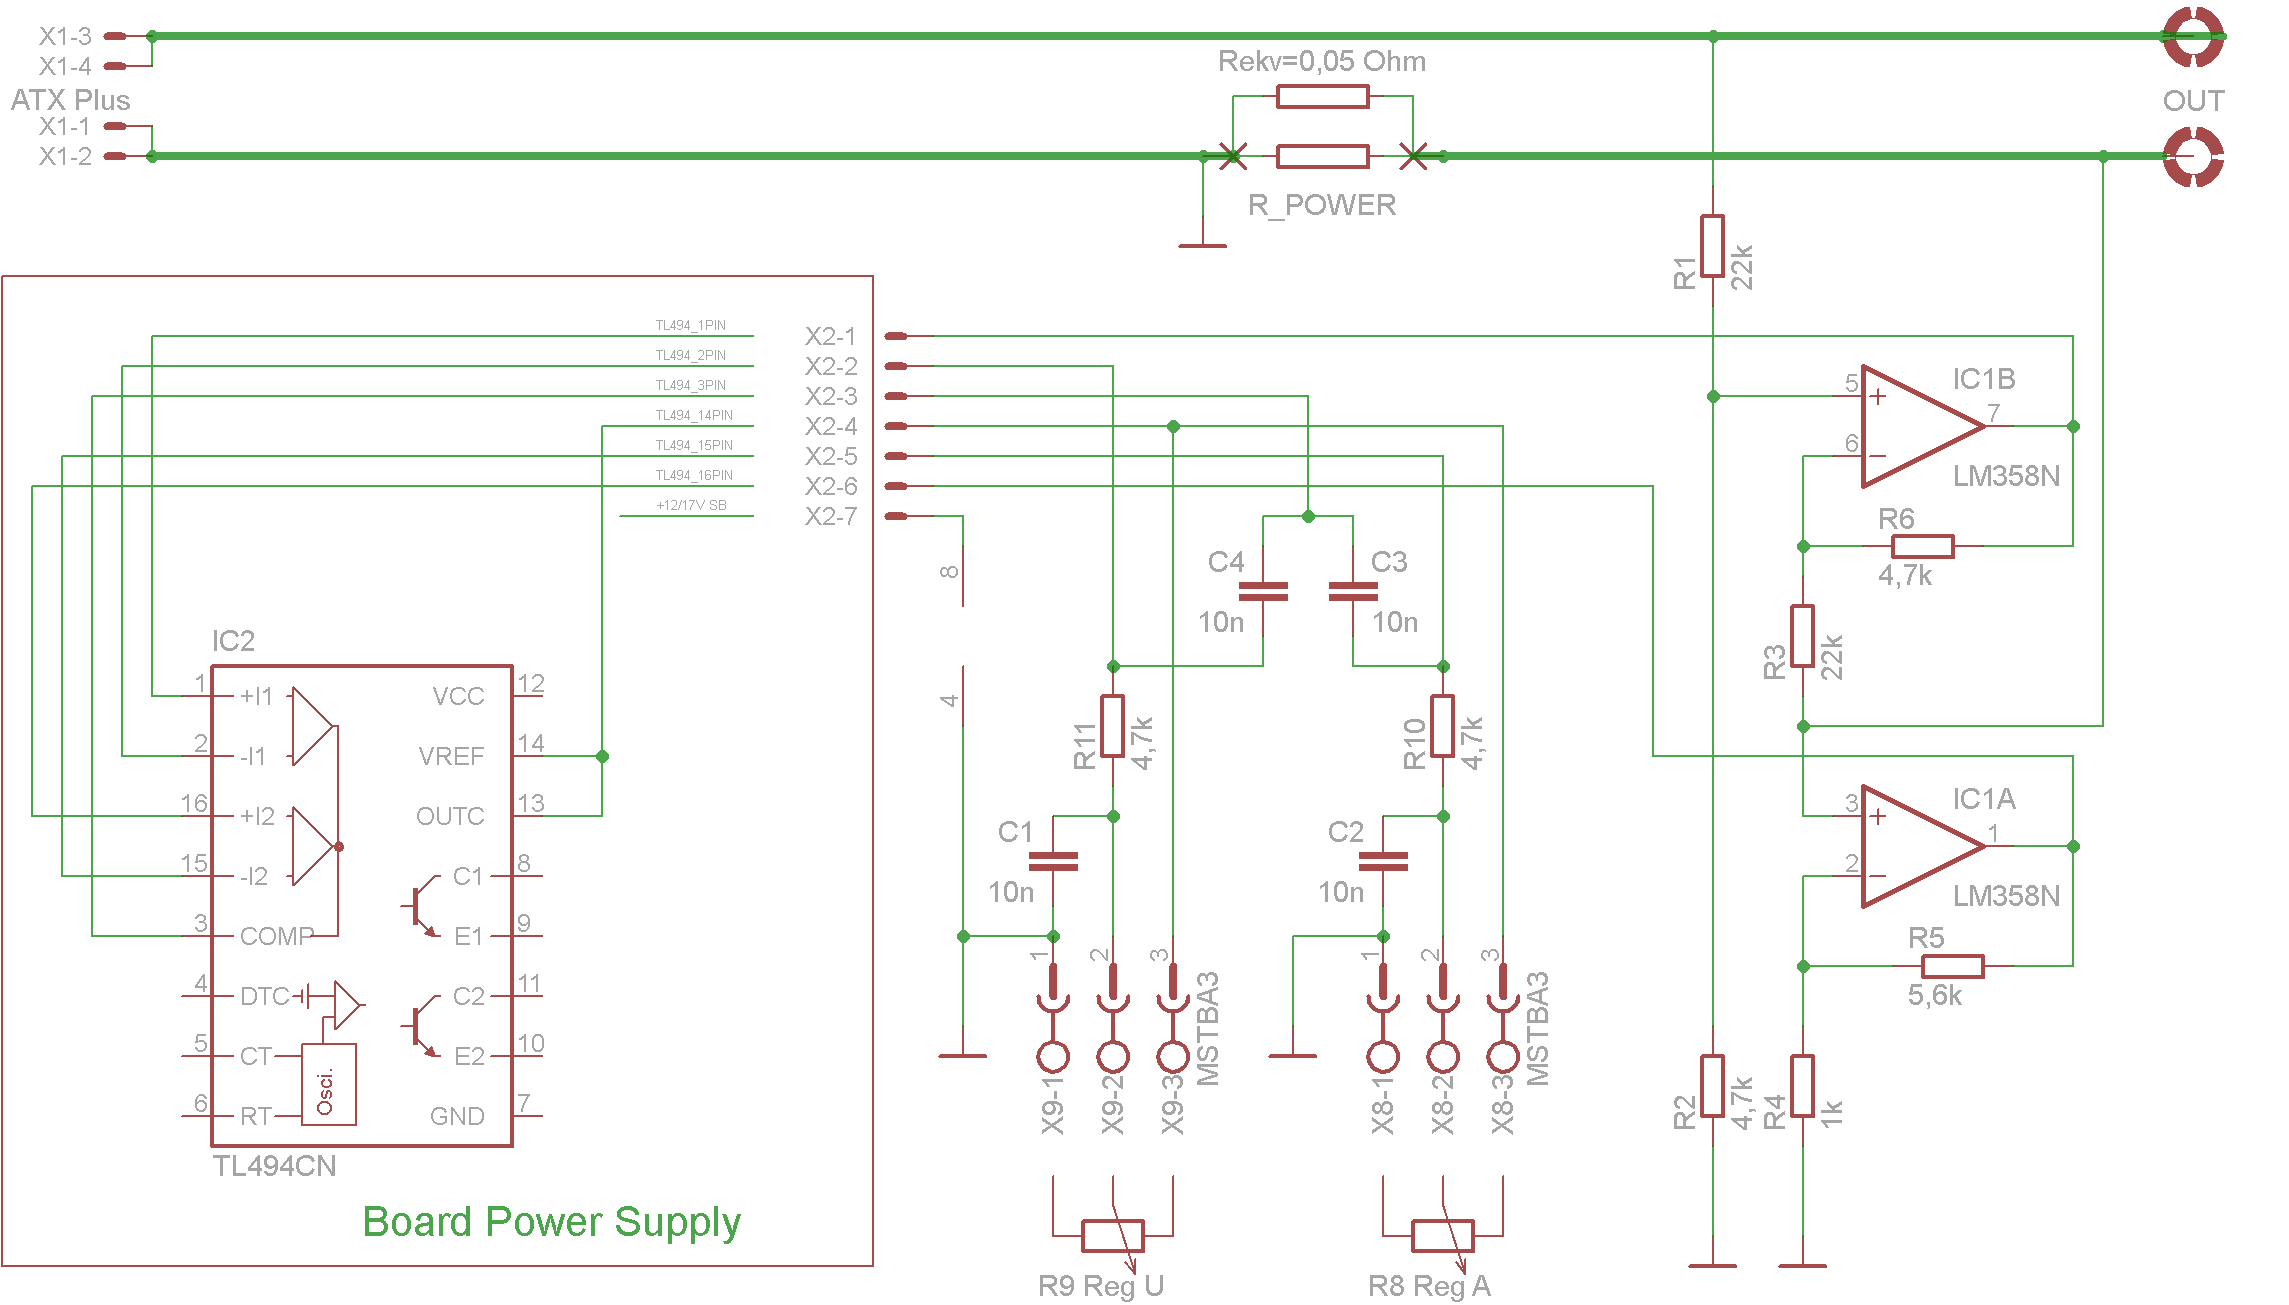 X1-3
X1-4
ATX Plus
X1-1
X1-2
Rekv=0,05 Ohm
R_POWER
OUT
R1
22k
TL494_1PIN
TL494_2PIN
TL494_3PIN
TL494_14PIN
TL494_15PIN
TL494_16PIN
+12/17V SB
X2-1
X2-2
X2-3
X2-4
X2-5
X2-6
X2-7
5
+
6
−
7
IC1B
LM358N
R6
4,7k
R3
22k
3
+
2
−
1
IC1A
LM358N
R5
5,6k
R2
4,7k
R4
1k
8
4
C4
10n
C3
10n
R11
4,7k
R10
4,7k
C1
10n
C2
10n
1
2
3
MSTBA3
X9-1
X9-2
X9-3
1
2
3
MSTBA3
X8-1
X8-2
X8-3
R9 Reg U
R8 Reg A
IC2
1 +I1
2 -I1
16 +I2
15 -I2
3 COMP
4 DTC
5 CT
6 RT
Osci.
VCC 12
VREF 14
OUTC 13
C1 8
E1 9
C2 11
E2 10
GND 7
TL494CN
Board Power Supply